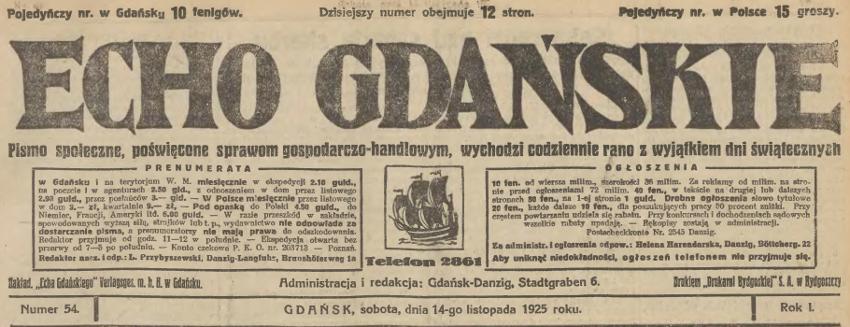 Pojedyńczy nr. w Gdańsku 10 fenigów.
Dzisiejszy numer obejmuje 12 stron.
Pojedyńczy nr. w Polsce 15 groszy.
ECHO GDAŃSKIE
Pismo społeczne, poświęcone sprawom gospodarczo-handlowym, wychodzi codziennie rano z wyjątkiem dni świątecznych
PRENUMERATA
w Gdańsku i na terytorjum W. M. miesięcznie w ekspedycji 2.10 guld.,
na poczcie i w agenturach 2.50 gld., z odnoszeniem w dom przez listowego
2.93 guld., przez posłańców 3.— gld. — W Polsce miesięcznie przez listowego
w dom 3.— zł, kwartalnie 9.— zł. — Pod opaską do Polski 4.50 guld., do
Niemiec, Francji, Ameryki itd. 6.00 guld. — W razie przeszkód w zakładzie,
spowodowanych wyższą siłą, strajków lub t. p., wydawnictwo nie odpowiada za
dostarczanie pisma, a prenumeratorzy nie mają prawa do odszkodowania.
Redaktor przyjmuje od godz. 11—12 w południe. — Ekspedycja otwarta bez
przerwy od 7—5 po południu. — Konto czekowe P. K. O. nr. 203713 — Poznań.
Redaktor nacz. i odp.: L. Przybyszewski, Danzig-Langfuhr, Brunshöferweg 1a
Telefon 2861
OGŁOSZENIA
10 fen. od wiersza milim., szerokości 36 milim. Za reklamy od milim. na stro-
nie przed ogłoszeniami 72 milim. 40 fen., w tekście na drugiej lub dalszych
stronach 50 fen., na 1-ej stronie 1 guld. Drobne ogłoszenia słowo tytułowe
20 fen., każde dalsze 10 fen., dla poszukujących pracy 20 procent zniżki. Przy
częstem powtarzaniu udziela się rabatu. Przy konkursach i dochodzeniach sądowych
wszelkie rabaty upadają. — Rękopisy zostają w administracji.
Postscheckkonto Nr. 2545 Danzig.
Za administr. i ogłoszenia odpow.: Helena Harendarska, Danzig, Böttcherg. 22
Aby uniknąć niedokładności, ogłoszeń telefonem nie przyjmuje się.
Nakład. „Echa Gdańskiego" Verlagsges. m. b. H. w Gdańsku.
Administracja i redakcja: Gdańsk-Danzig, Stadtgraben 6.
Drukiem „Drukarni Bydgoskiej" S. A. w Bydgoszczy
Numer 54.
GDAŃSK, sobota, dnia 14-go listopada 1925 roku.
Rok I.